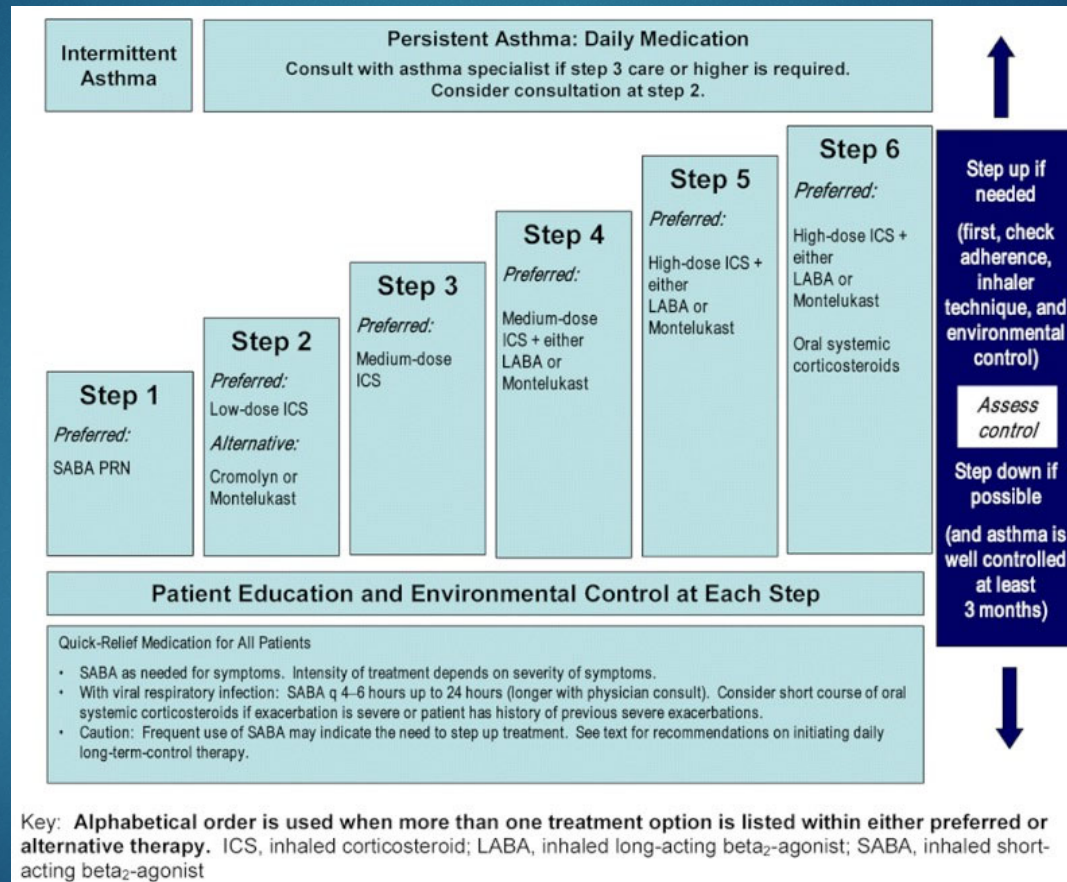 Intermittent
Asthma
Persistent Asthma: Daily Medication
Consult with asthma specialist if step 3 care or higher is required.
Consider consultation at step 2.
Step 1
Preferred:
SABA PRN
Step 2
Preferred:
Low-dose ICS
Alternative:
Cromolyn or
Montelukast
Step 3
Preferred:
Medium-dose
ICS
Step 4
Preferred:
Medium-dose
ICS + either
LABA or
Montelukast
Step 5
Preferred:
High-dose ICS +
either
LABA or
Montelukast
Step 6
Preferred:
High-dose ICS +
either
LABA or
Montelukast
Oral systemic
corticosteroids
Step up if
needed
(first, check
adherence,
inhaler
technique, and
environmental
control)
Assess
control
Step down if
possible
(and asthma is
well controlled
at least
3 months)
Patient Education and Environmental Control at Each Step
Quick-Relief Medication for All Patients
• SABA as needed for symptoms. Intensity of treatment depends on severity of symptoms.
• With viral respiratory infection: SABA q 4–6 hours up to 24 hours (longer with physician consult). Consider short course of oral
systemic corticosteroids if exacerbation is severe or patient has history of previous severe exacerbations.
• Caution: Frequent use of SABA may indicate the need to step up treatment. See text for recommendations on initiating daily
long-term-control therapy.
Key: Alphabetical order is used when more than one treatment option is listed within either preferred or
alternative therapy. ICS, inhaled corticosteroid; LABA, inhaled long-acting beta₂-agonist; SABA, inhaled short-
acting beta₂-agonist